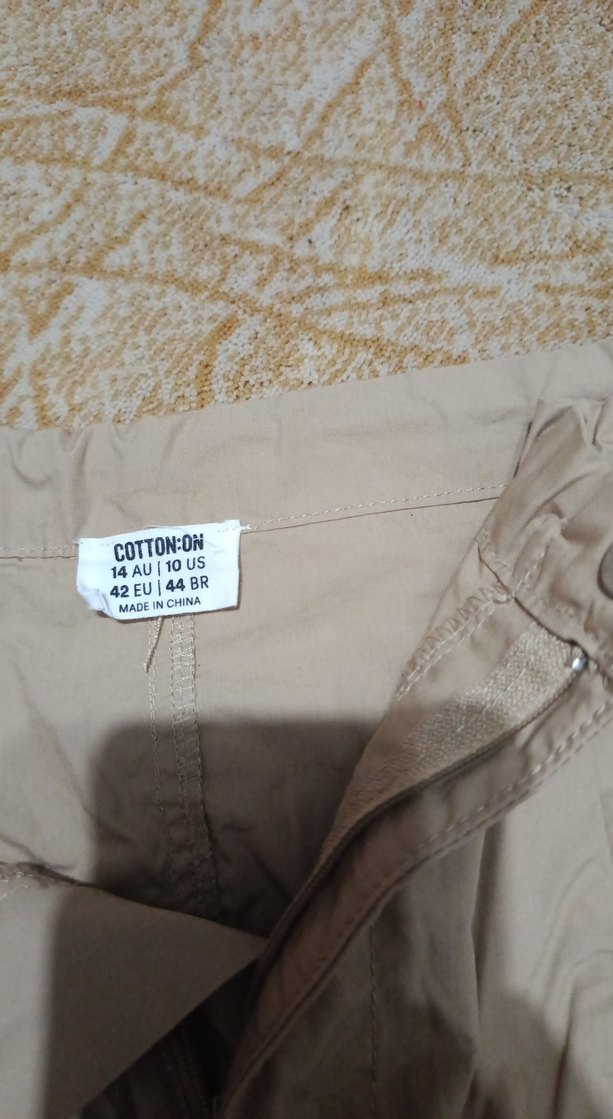 COTTON:ON
14 AU | 10 US
42 EU | 44 BR
MADE IN CHINA